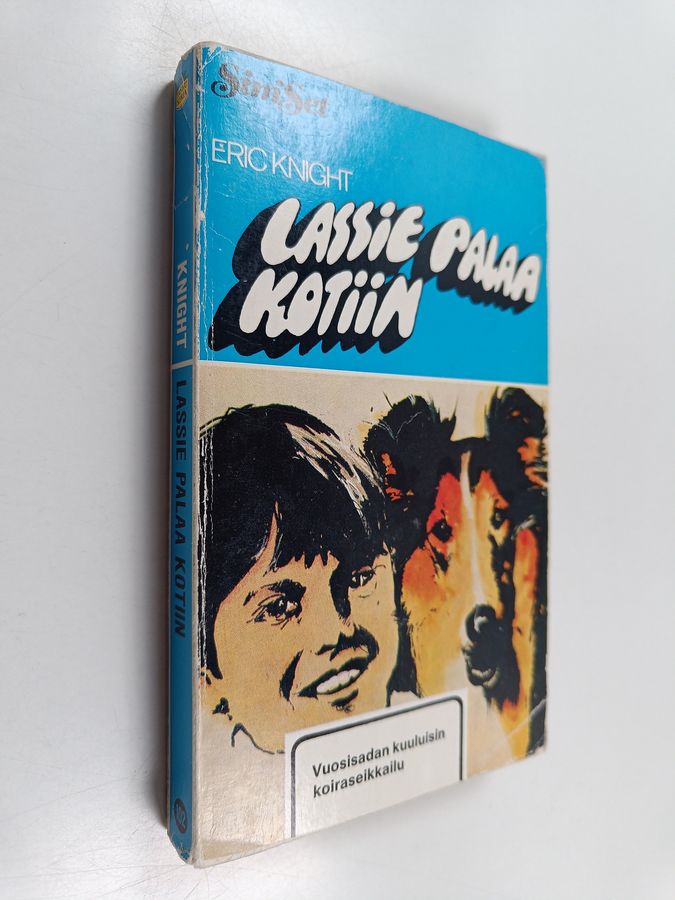 SiniSet
ERIC KNIGHT
LASSiE PALAA
KOTiiN
Vuosisadan kuuluisin
koiraseikkailu
KNIGHT
LASSIE PALAA KOTIIN